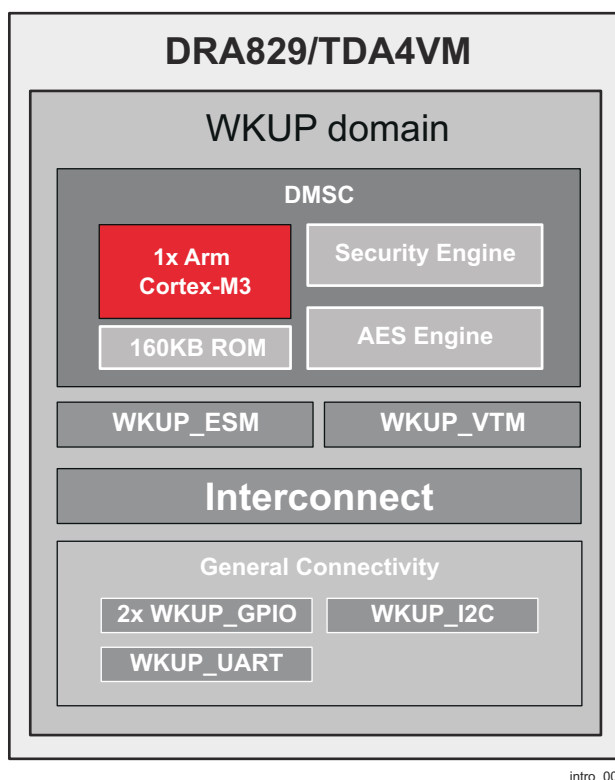 DRA829/TDA4VM
WKUP domain
DMSC
1x Arm
Cortex-M3
Security Engine
160KB ROM
AES Engine
WKUP_ESM
WKUP_VTM
Interconnect
General Connectivity
2x WKUP_GPIO
WKUP_I2C
WKUP_UART